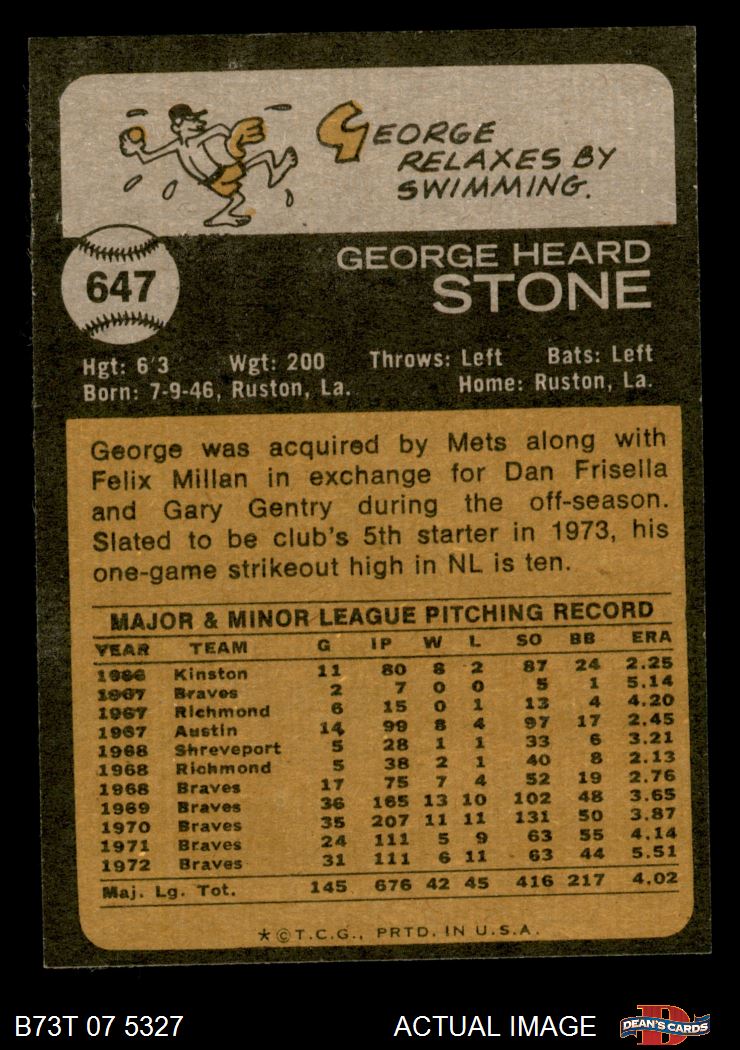 GEORGE
RELAXES BY
SWIMMING.
647
GEORGE HEARD
STONE
Hgt: 6'3 Wgt: 200 Throws: Left Bats: Left
Born: 7-9-46, Ruston, La. Home: Ruston, La.
George was acquired by Mets along with
Felix Millan in exchange for Dan Frisella
and Gary Gentry during the off-season.
Slated to be club's 5th starter in 1973, his
one-game strikeout high in NL is ten.
MAJOR & MINOR LEAGUE PITCHING RECORD
YEAR TEAM G IP W L SO BB ERA
1966 Kinston 11 80 8 2 87 24 2.25
1967 Braves 2 7 0 0 5 1 5.14
1967 Richmond 6 15 0 1 13 4 4.20
1967 Austin 14 99 8 4 97 17 2.45
1968 Shreveport 5 28 1 1 33 6 3.21
1968 Richmond 5 38 2 1 40 8 2.13
1968 Braves 17 75 7 4 52 19 2.76
1969 Braves 36 165 13 10 102 48 3.65
1970 Braves 35 207 11 11 131 50 3.87
1971 Braves 24 111 5 9 63 55 4.14
1972 Braves 31 111 6 11 63 44 5.51
Maj. Lg. Tot. 145 676 42 45 416 217 4.02
*©T.C.G., PRTD. IN U.S.A.
B73T 07 5327 ACTUAL IMAGE D DEAN'S CARDS